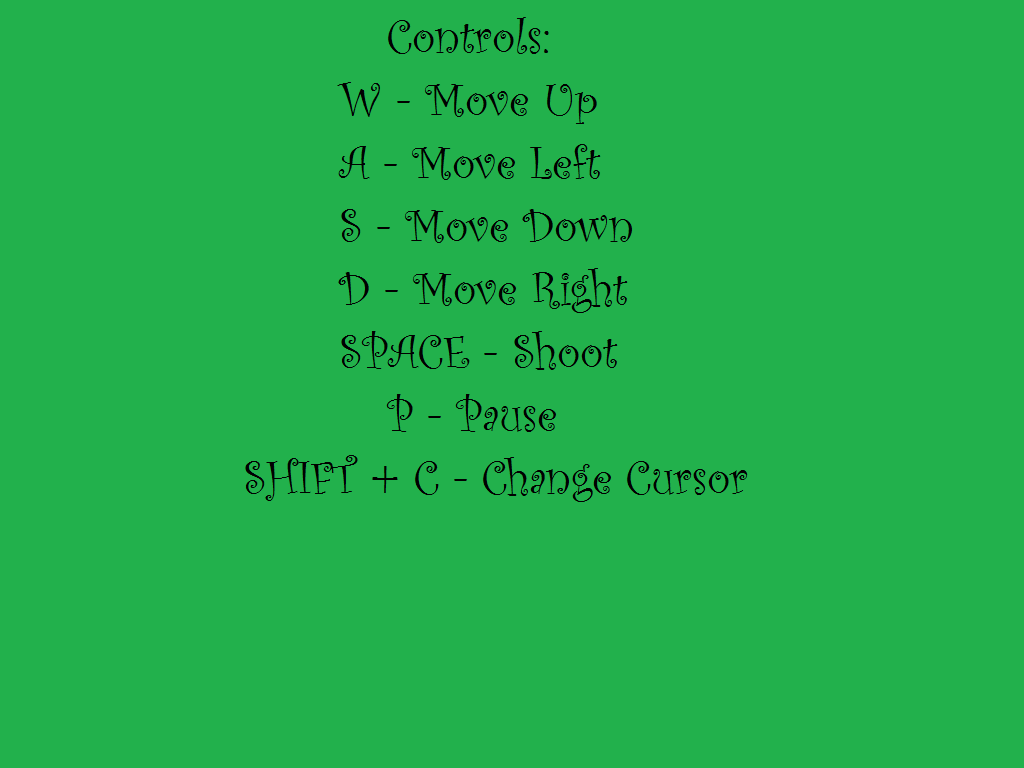 Controls:
W - Move Up
A - Move Left
S - Move Down
D - Move Right
SPACE - Shoot
P - Pause
SHIFT + C - Change Cursor